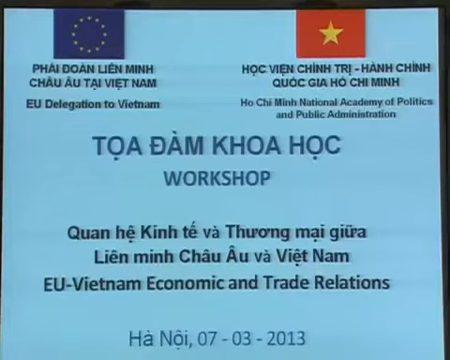 PHÁI ĐOÀN LIÊN MINH
CHÂU ÂU TẠI VIỆT NAM
EU Delegation to Vietnam
HỌC VIỆN CHÍNH TRỊ - HÀNH CHÍNH
QUỐC GIA HỒ CHÍ MINH
Ho Chi Minh National Academy of Politics
and Public Administration
TỌA ĐÀM KHOA HỌC
WORKSHOP
Quan hệ Kinh tế và Thương mại giữa
Liên minh Châu Âu và Việt Nam
EU-Vietnam Economic and Trade Relations
Hà Nội, 07 - 03 - 2013